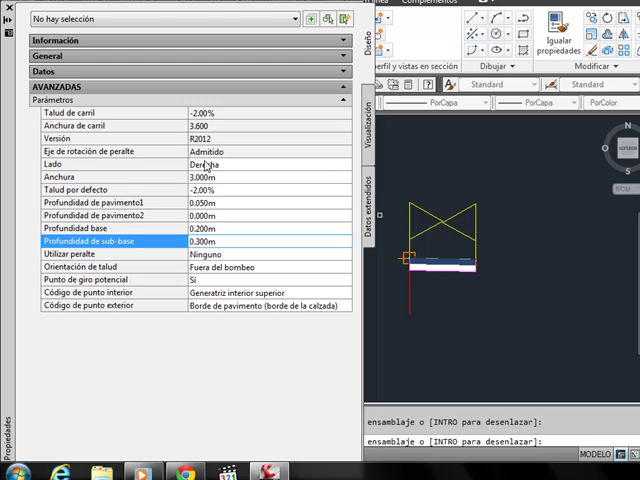 No hay selección
Información
General
Datos
AVANZADAS
Parámetros
Talud de carril -2.00%
Anchura de carril 3.600
Versión R2012
Eje de rotación de peralte Admitido
Lado Derecha
Anchura 3.000m
Talud por defecto -2.00%
Profundidad de pavimento1 0.050m
Profundidad de pavimento2 0.000m
Profundidad base 0.200m
Profundidad de sub-base 0.300m
Utilizar peralte Ninguno
Orientación de talud Fuera del bombeo
Punto de giro potencial Sí
Código de punto interior Generatriz interior superior
Código de punto exterior Borde de pavimento (borde de la calzada)
Propiedades
Diseño
Visualización
Datos extendidos
Complementos
Igualar
propiedades
perfil y vistas en sección
Dibujar
Modificar
Standard
Standard
PorCapa
PorCapa
PorColor
N
O
S
SUPERIOR
SCU
ensamblaje o [INTRO para desenlazar]:
ensamblaje o [INTRO para desenlazar]:
MODELO
321